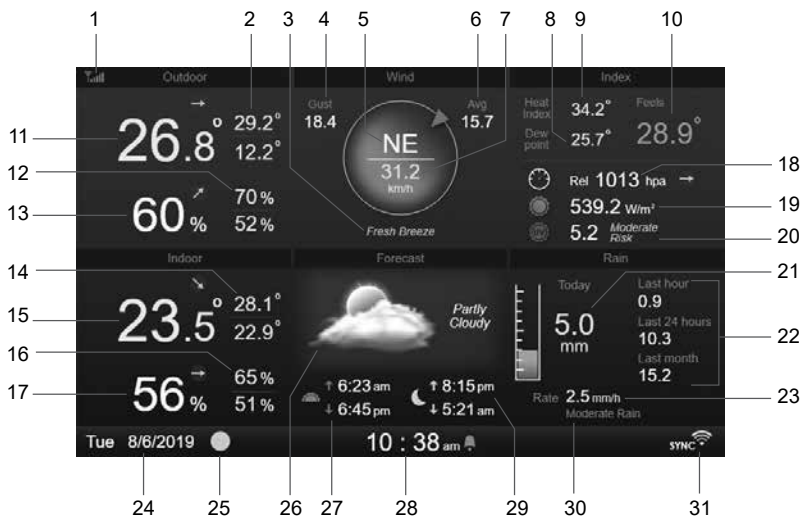 1 2 3 4 5 6 7 8 9 10
Outdoor
Wind
Index
11
26.8°
29.2°
12.2°
Gust
18.4
Avg
15.7
NE
31.2
km/h
Fresh Breeze
Heat
Index
34.2°
Dew
point
25.7°
Feels
28.9°
12
13
60%
70%
52%
Rel 1013 hpa
18
539.2 W/m²
19
5.2 Moderate
Risk
20
Indoor
Forecast
Rain
14
15
23.5°
28.1°
22.9°
16
17
56%
65%
51%
Partly
Cloudy
6:23 am
6:45 pm
8:15 pm
5:21 am
Today
5.0
mm
21
Last hour
0.9
Last 24 hours
10.3
Last month
15.2
22
Rate 2.5 mm/h
Moderate Rain
23
Tue 8/6/2019
10 : 38 am
SYNC
24 25 26 27 28 29 30 31